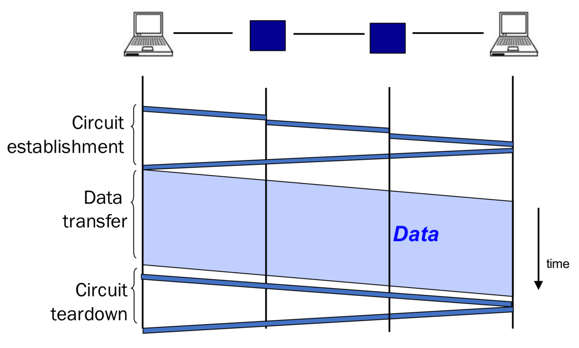 Circuit
establishment
Data
transfer
Data
time
Circuit
teardown